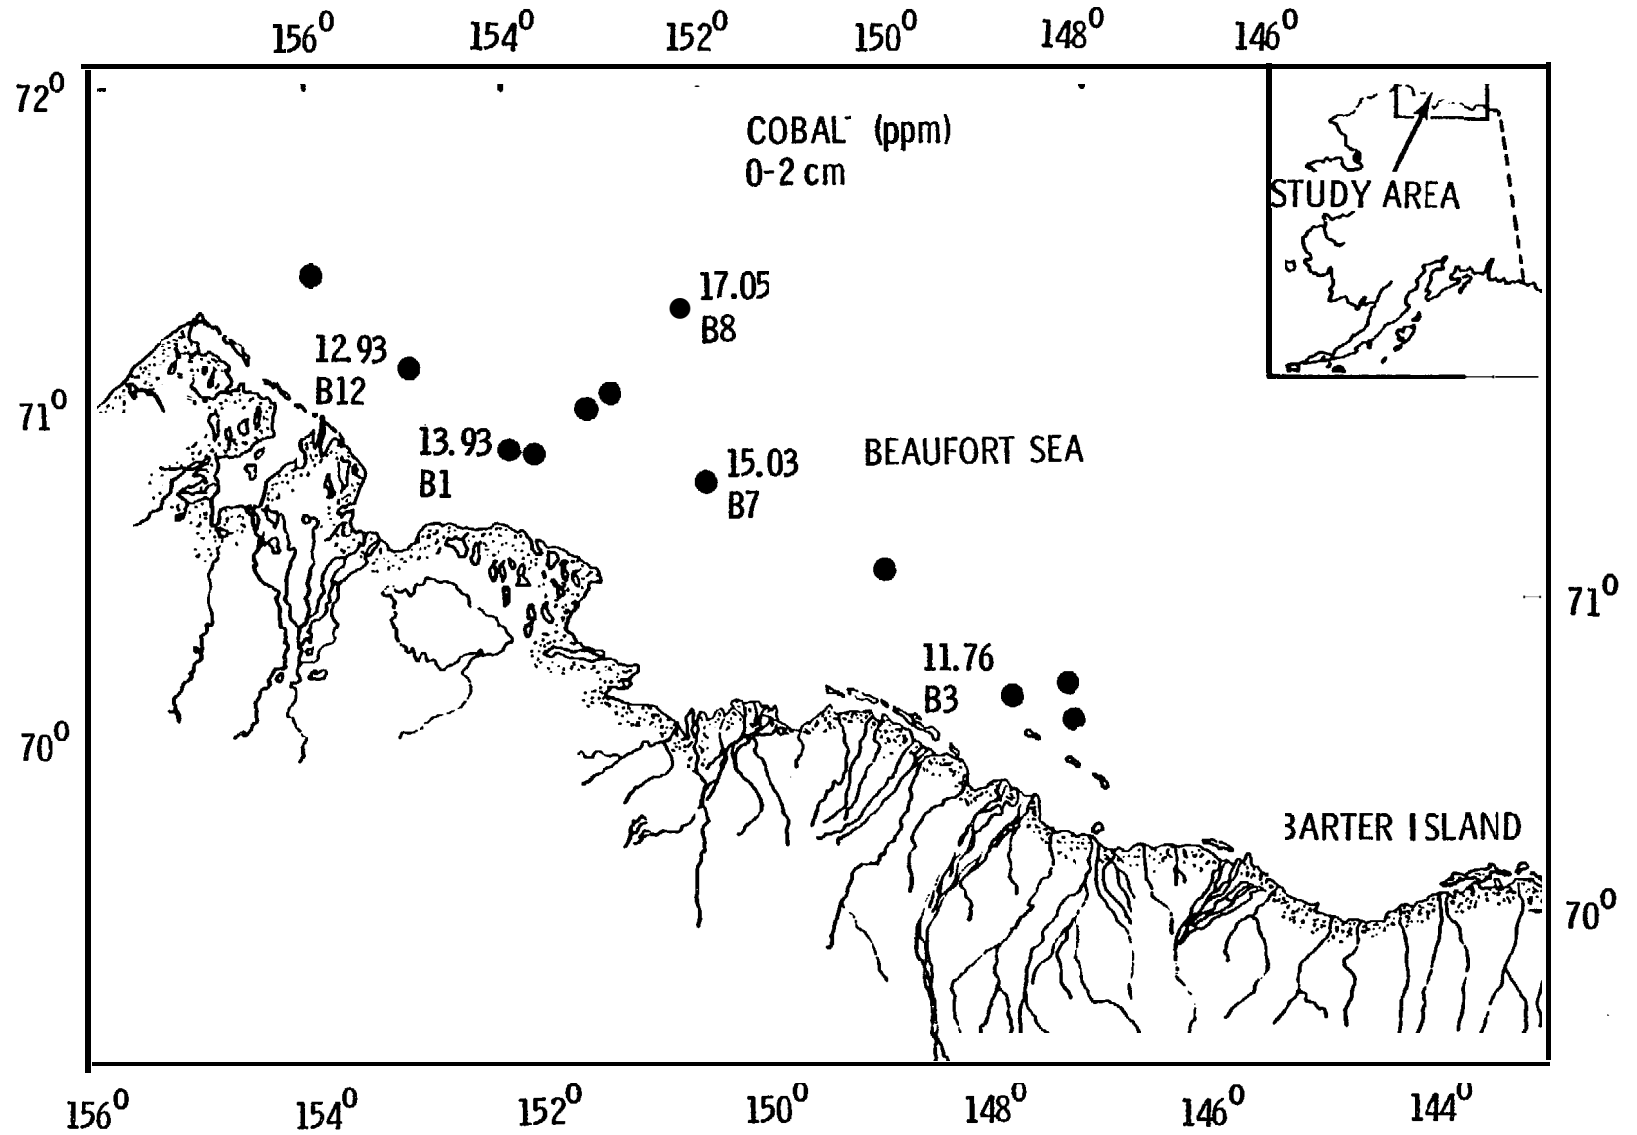 156⁰ 154⁰ 152⁰ 150⁰ 148⁰ 146⁰
72⁰
COBAL (ppm)
0-2 cm
STUDY AREA
17.05
B8
12.93
B12
71⁰
13.93
B1
BEAUFORT SEA
15.03
B7
71⁰
11.76
B3
70⁰
3ARTER ISLAND
70⁰
156⁰ 154⁰ 152⁰ 150⁰ 148⁰ 146⁰ 144⁰